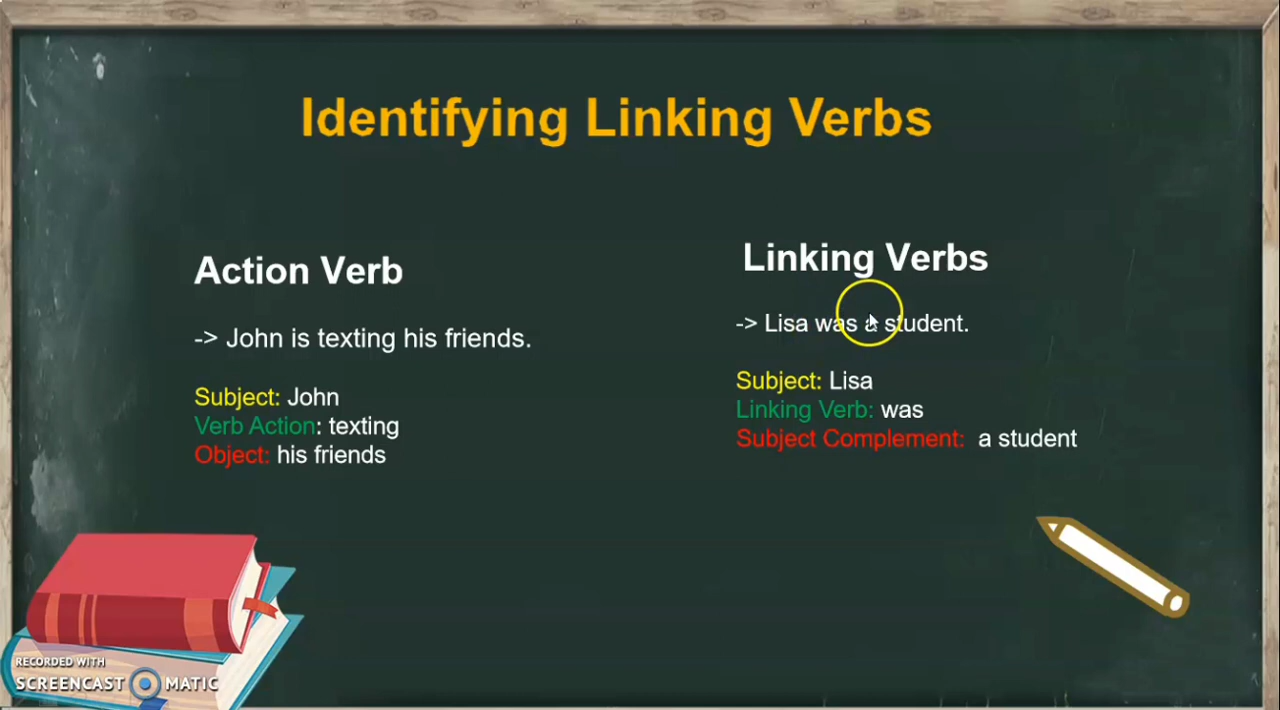 Identifying Linking Verbs
Action Verb
-> John is texting his friends.
Subject: John
Verb Action: texting
Object: his friends
Linking Verbs
-> Lisa was a student.
Subject: Lisa
Linking Verb: was
Subject Complement: a student
RECORDED WITH
SCREENCAST MATIC